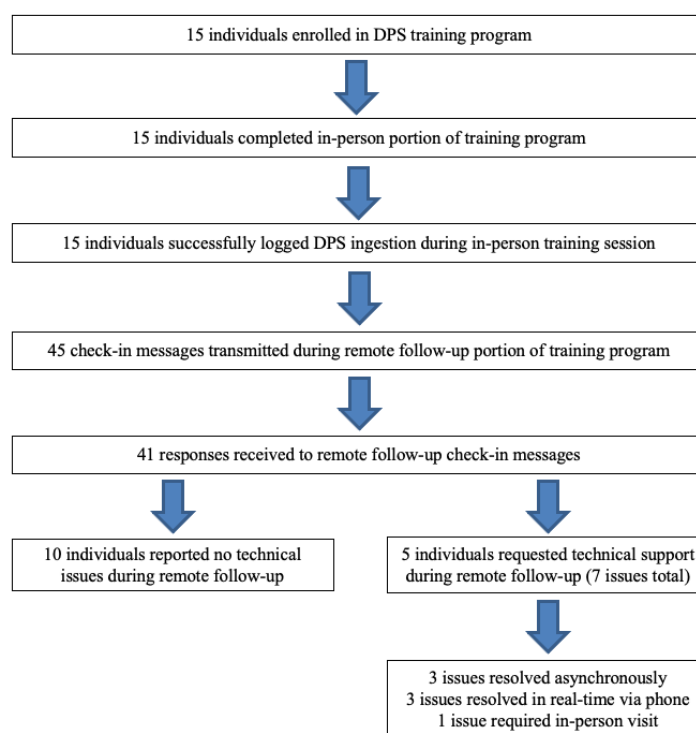 15 individuals enrolled in DPS training program
15 individuals completed in-person portion of training program
15 individuals successfully logged DPS ingestion during in-person training session
45 check-in messages transmitted during remote follow-up portion of training program
41 responses received to remote follow-up check-in messages
10 individuals reported no technical
issues during remote follow-up
5 individuals requested technical support
during remote follow-up (7 issues total)
3 issues resolved asynchronously
3 issues resolved in real-time via phone
1 issue required in-person visit